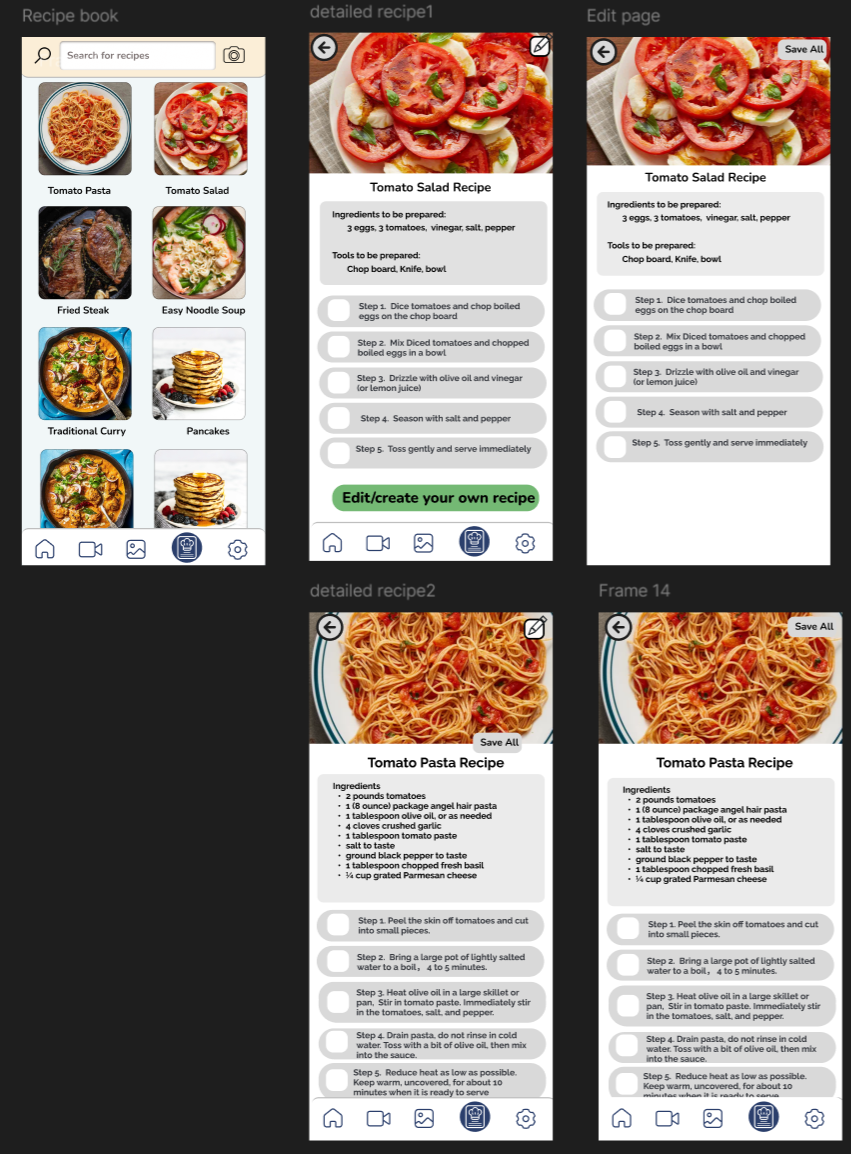 Recipe book
Search for recipes
Tomato Pasta
Tomato Salad
Fried Steak
Easy Noodle Soup
Traditional Curry
Pancakes
detailed recipe1
Tomato Salad Recipe
Ingredients to be prepared:
3 eggs, 3 tomatoes, vinegar, salt, pepper
Tools to be prepared:
Chop board, Knife, bowl
Step 1. Dice tomatoes and chop boiled
eggs on the chop board
Step 2. Mix Diced tomatoes and chopped
boiled eggs in a bowl
Step 3. Drizzle with olive oil and vinegar
(or lemon juice)
Step 4. Season with salt and pepper
Step 5. Toss gently and serve immediately
Edit/create your own recipe
Edit page
Save All
Tomato Salad Recipe
Ingredients to be prepared:
3 eggs, 3 tomatoes, vinegar, salt, pepper
Tools to be prepared:
Chop board, Knife, bowl
Step 1. Dice tomatoes and chop boiled
eggs on the chop board
Step 2. Mix Diced tomatoes and chopped
boiled eggs in a bowl
Step 3. Drizzle with olive oil and vinegar
(or lemon juice)
Step 4. Season with salt and pepper
Step 5. Toss gently and serve immediately
detailed recipe2
Save All
Tomato Pasta Recipe
Ingredients
• 2 pounds tomatoes
• 1 (8 ounce) package angel hair pasta
• 1 tablespoon olive oil, or as needed
• 4 cloves crushed garlic
• 1 tablespoon tomato paste
• salt to taste
• ground black pepper to taste
• 1 tablespoon chopped fresh basil
• ¼ cup grated Parmesan cheese
Step 1. Peel the skin off tomatoes and cut
into small pieces.
Step 2. Bring a large pot of lightly salted
water to a boil， 4 to 5 minutes.
Step 3. Heat olive oil in a large skillet or
pan, Stir in tomato paste. Immediately stir
in the tomatoes, salt, and pepper.
Step 4. Drain pasta, do not rinse in cold
water. Toss with a bit of olive oil, then mix
into the sauce.
Step 5. Reduce heat as low as possible.
Keep warm, uncovered, for about 10
minutes when it is ready to serve
Frame 14
Save All
Tomato Pasta Recipe
Ingredients
• 2 pounds tomatoes
• 1 (8 ounce) package angel hair pasta
• 1 tablespoon olive oil, or as needed
• 4 cloves crushed garlic
• 1 tablespoon tomato paste
• salt to taste
• ground black pepper to taste
• 1 tablespoon chopped fresh basil
• ¼ cup grated Parmesan cheese
Step 1. Peel the skin off tomatoes and cut
into small pieces.
Step 2. Bring a large pot of lightly salted
water to a boil， 4 to 5 minutes.
Step 3. Heat olive oil in a large skillet or
pan, Stir in tomato paste. Immediately stir
in the tomatoes, salt, and pepper.
Step 4. Drain pasta, do not rinse in cold
water. Toss with a bit of olive oil, then mix
into the sauce.
Step 5. Reduce heat as low as possible.
Keep warm, uncovered, for about 10
minutes when it is ready to serve